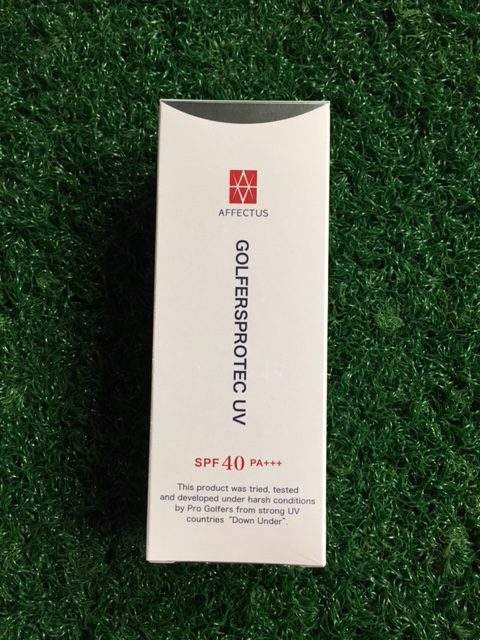 AFFECTUS
GOLFERSPROTEC UV
SPF 40 PA+++
This product was tried, tested
and developed under harsh conditions
by Pro Golfers from strong UV
countries "Down Under".